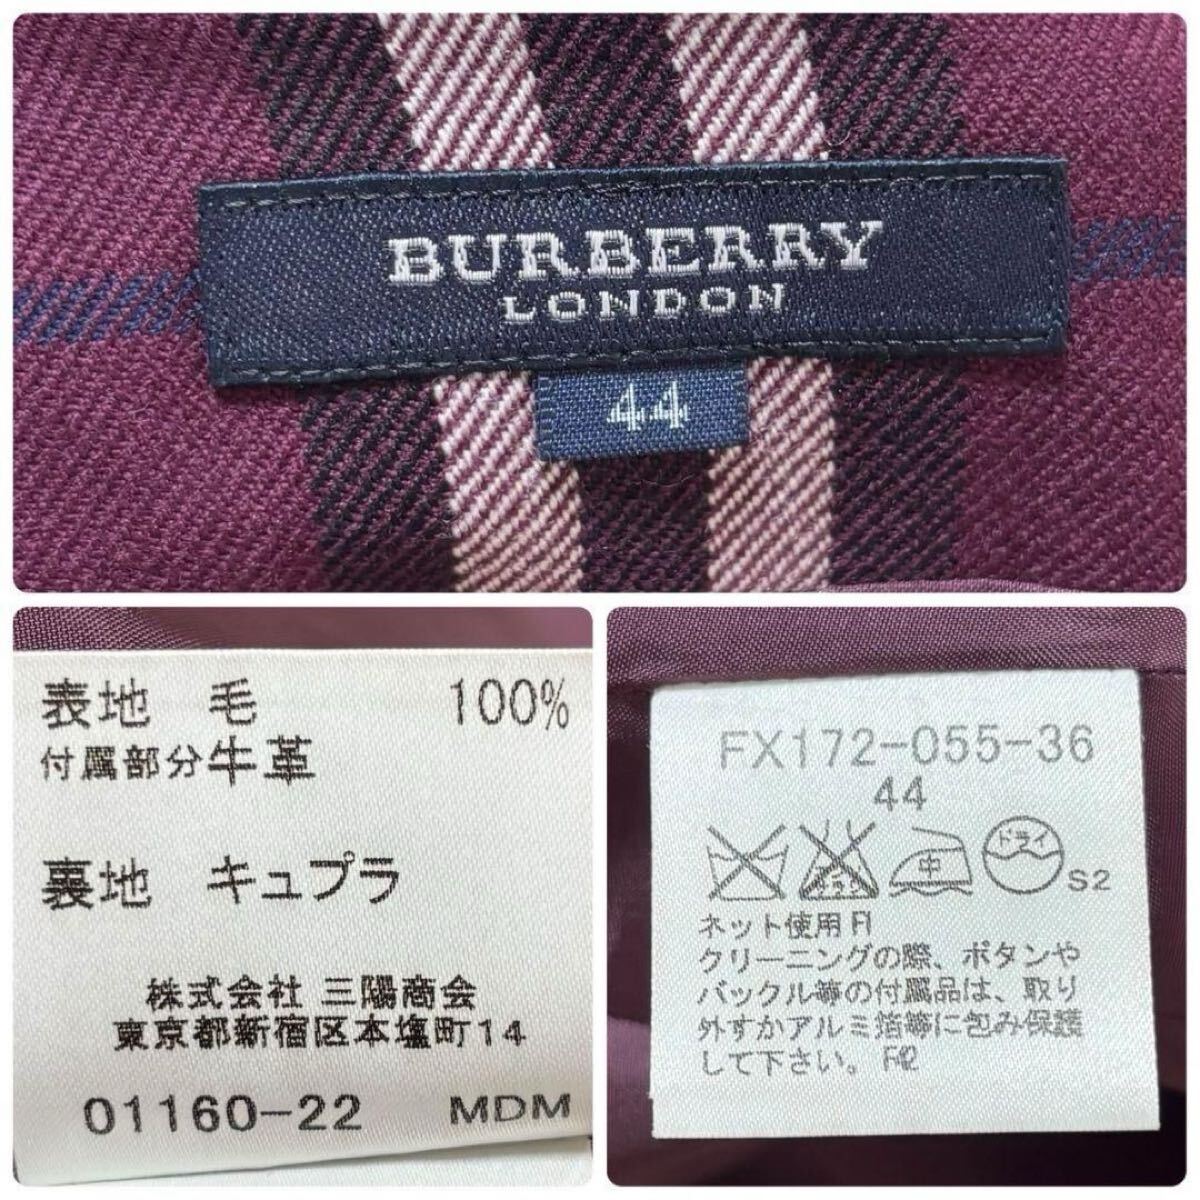 BURBERRY
LONDON
44
表地 毛 100%
付属部分 牛革
裏地 キュプラ
株式会社 三陽商会
東京都新宿区本塩町14
01160-22 MDM
FX172-055-36
44
中 ドライ S2
ネット使用 F1
クリーニングの際、ボタンや
バックル等の付属品は、取り
外すかアルミ箔等に包み保護
して下さい。 F42